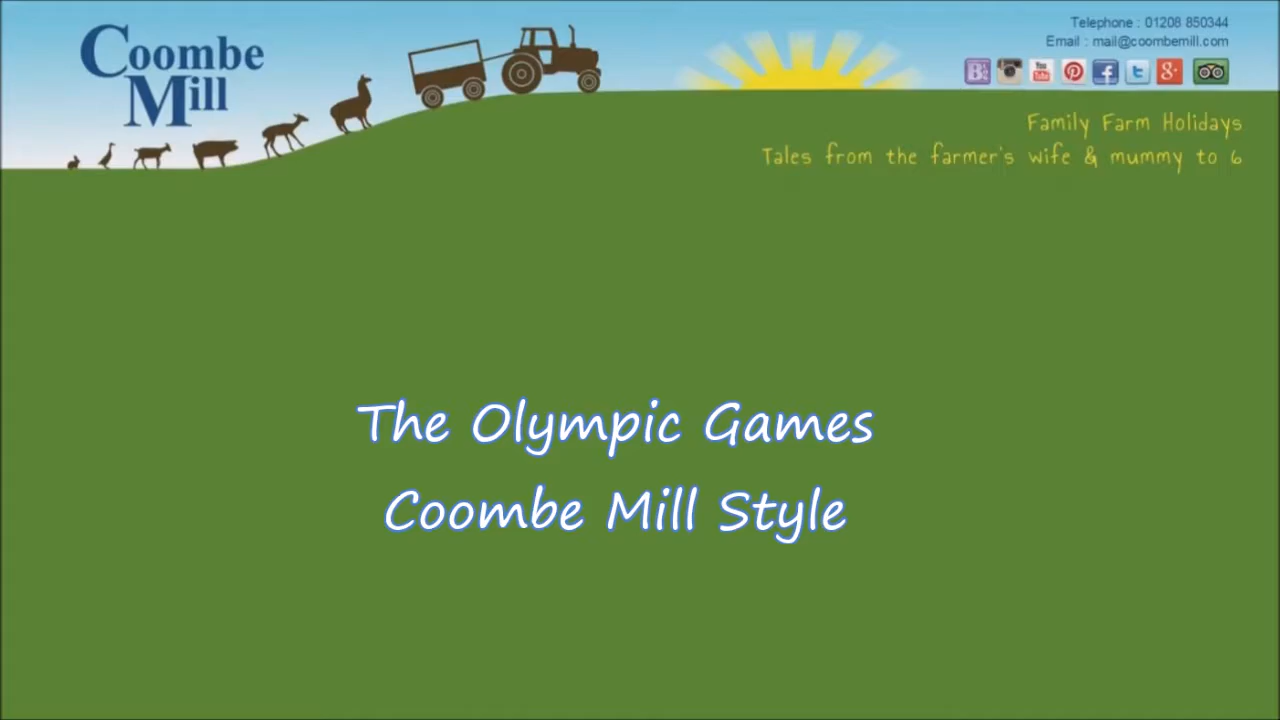 Coombe
Mill
Telephone : 01208 850344
Email : mail@coombemill.com
Family Farm Holidays
Tales from the farmer's wife & mummy to 6
The Olympic Games
Coombe Mill Style